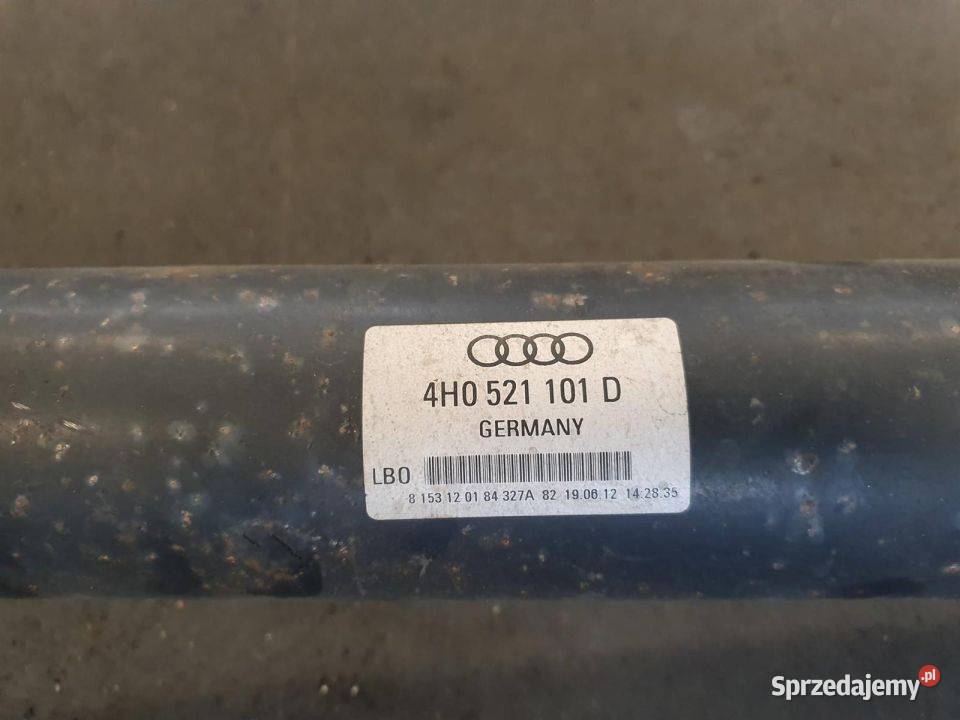 4H0 521 101 D
GERMANY
LB0
8 153 12 01 84 327A 82 19.06.12 14:28.35
Sprzedajemy.pl